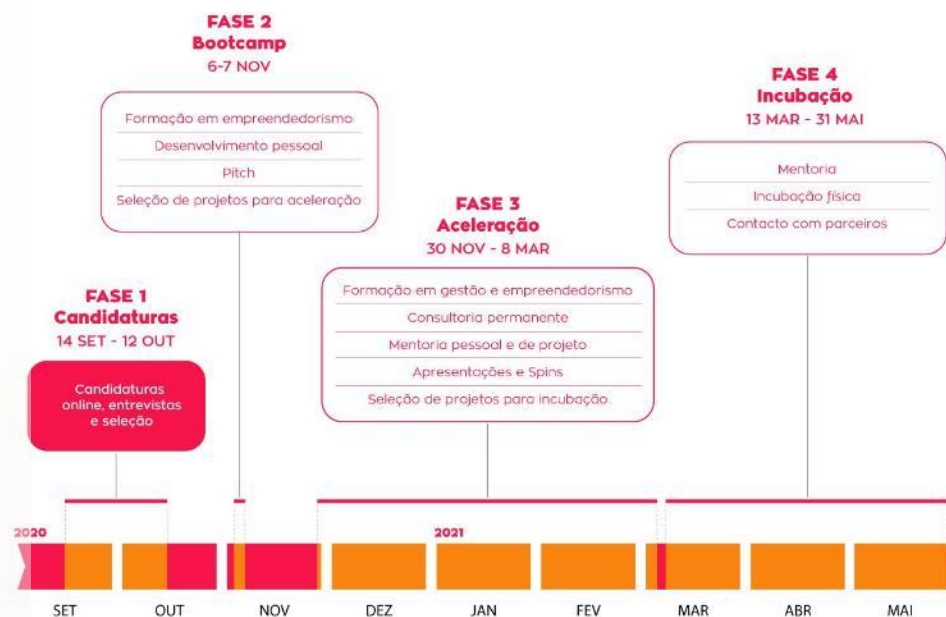 FASE 1
Candidaturas
14 SET - 12 OUT
Candidaturas
online, entrevistas
e seleção
FASE 2
Bootcamp
6-7 NOV
Formação em empreendedorismo
Desenvolvimento pessoal
Pitch
Seleção de projetos para aceleração
FASE 3
Aceleração
30 NOV - 8 MAR
Formação em gestão e empreendedorismo
Consultoria permanente
Mentoria pessoal e de projeto
Apresentações e Spins
Seleção de projetos para incubação
FASE 4
Incubação
13 MAR - 31 MAI
Mentoria
Incubação física
Contacto com parceiros
2020
2021
SET
OUT
NOV
DEZ
JAN
FEV
MAR
ABR
MAI